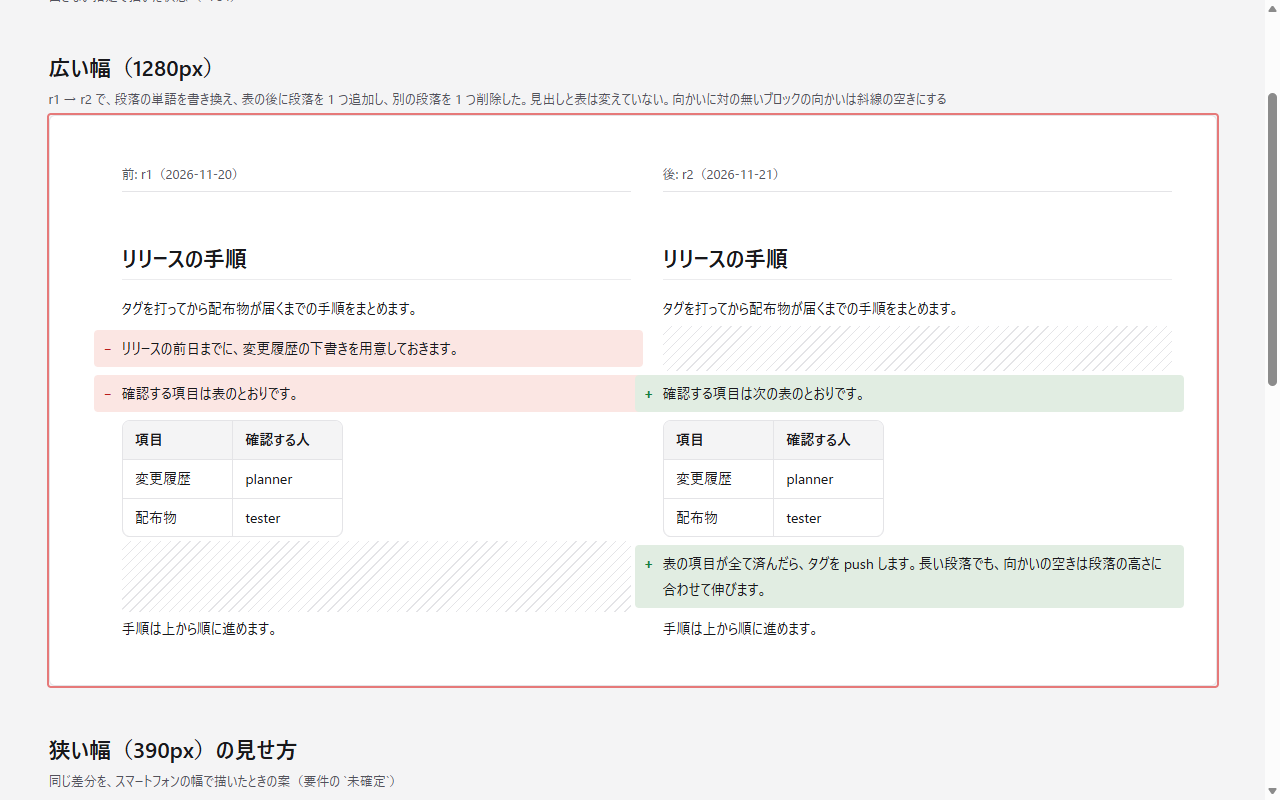 広い幅（1280px）
r1 → r2 で、段落の単語を書き換え、表の後に段落を 1 つ追加し、別の段落を 1 つ削除した。見出しと表は変えていない。向かいに対の無いブロックの向かいは斜線の空きにする
前: r1（2026-11-20）
後: r2（2026-11-21）
リリースの手順
リリースの手順
タグを打ってから配布物が届くまでの手順をまとめます。
タグを打ってから配布物が届くまでの手順をまとめます。
− リリースの前日までに、変更履歴の下書きを用意しておきます。
− 確認する項目は表のとおりです。
+ 確認する項目は次の表のとおりです。
項目 確認する人
変更履歴 planner
配布物 tester
項目 確認する人
変更履歴 planner
配布物 tester
+ 表の項目が全て済んだら、タグを push します。長い段落でも、向かいの空きは段落の高さに
合わせて伸びます。
手順は上から順に進めます。
手順は上から順に進めます。
狭い幅（390px）の見せ方
同じ差分を、スマートフォンの幅で描いたときの案（要件の `未確定`）